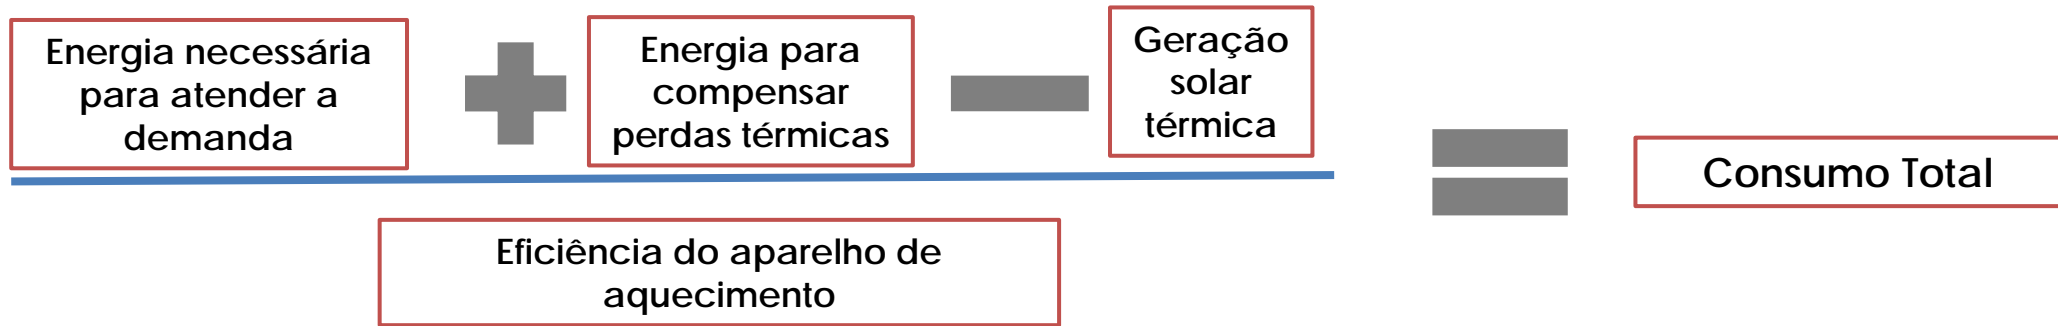 Energia necessária
para atender a
demanda
Energia para
compensar
perdas térmicas
Geração
solar
térmica
Eficiência do aparelho de
aquecimento
Consumo Total